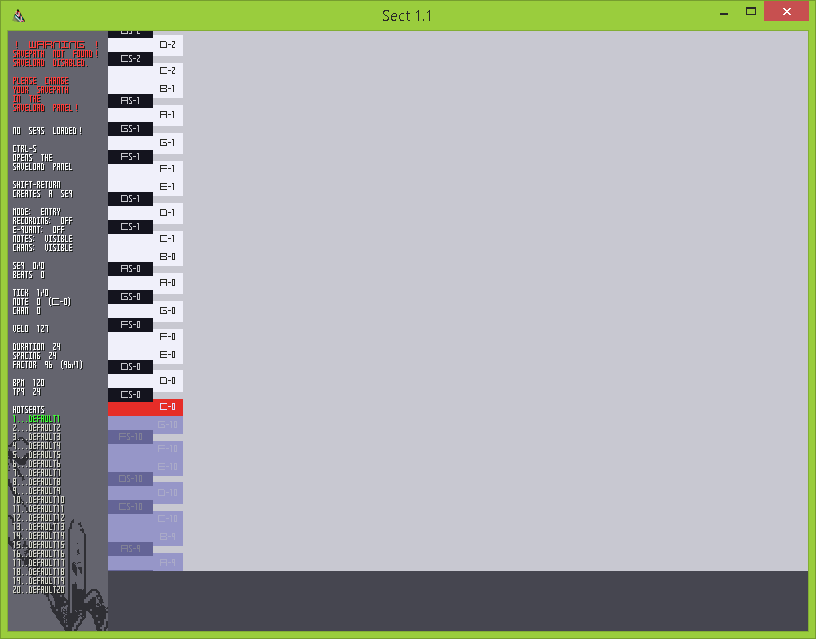 Sect 1.1
! WARNING !
SAVEPATH NOT FOUND!
SAVELOAD DISABLED.
PLEASE CHANGE
YOUR SAVEPATH
IN THE
SAVELOAD PANEL!
NO SEQS LOADED!
CTRL-S
OPENS THE
SAVELOAD PANEL
SHIFT-RETURN
CREATES A SEQ
MODE: ENTRY
RECORDING: OFF
E-QUANT: OFF
NOTES: VISIBLE
CHANS: VISIBLE
SEQ 0/0
BEATS 0
TICK 1/0
NOTE 0 (C-0)
CHAN 0
VELO 127
DURATION 24
SPACING 24
FACTOR 96 (96/1)
BPM 120
TPQ 24
HOTSEATS
1...DEFAULT1
2...DEFAULT2
3...DEFAULT3
4...DEFAULT4
5...DEFAULT5
6...DEFAULT6
7...DEFAULT7
8...DEFAULT8
9...DEFAULT9
10..DEFAULT10
11..DEFAULT11
12..DEFAULT12
13..DEFAULT13
14..DEFAULT14
15..DEFAULT15
16..DEFAULT16
17..DEFAULT17
18..DEFAULT18
19..DEFAULT19
20..DEFAULT20
DS-2
D-2
CS-2
C-2
B-1
AS-1
A-1
GS-1
G-1
FS-1
F-1
E-1
DS-1
D-1
CS-1
C-1
B-0
AS-0
A-0
GS-0
G-0
FS-0
F-0
E-0
DS-0
D-0
CS-0
C-0
G-10
FS-10
F-10
E-10
DS-10
D-10
CS-10
C-10
B-9
AS-9
A-9